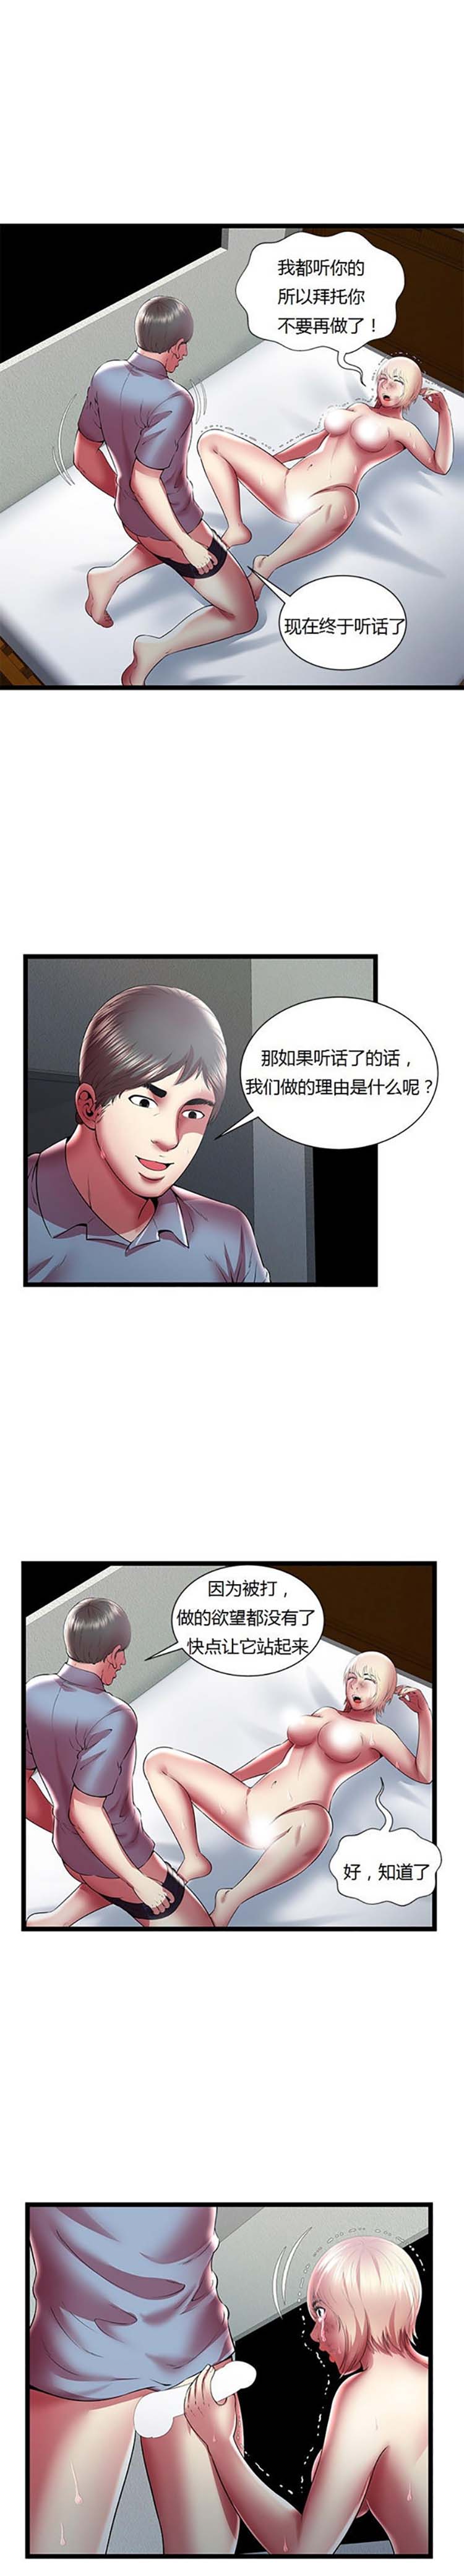 我都听你的
所以拜托你
不要再做了！
现在终于听话了
那如果听话了的话，
我们做的理由是什么呢？
因为被打，
做的欲望都没有了
快点让它站起来
好，知道了